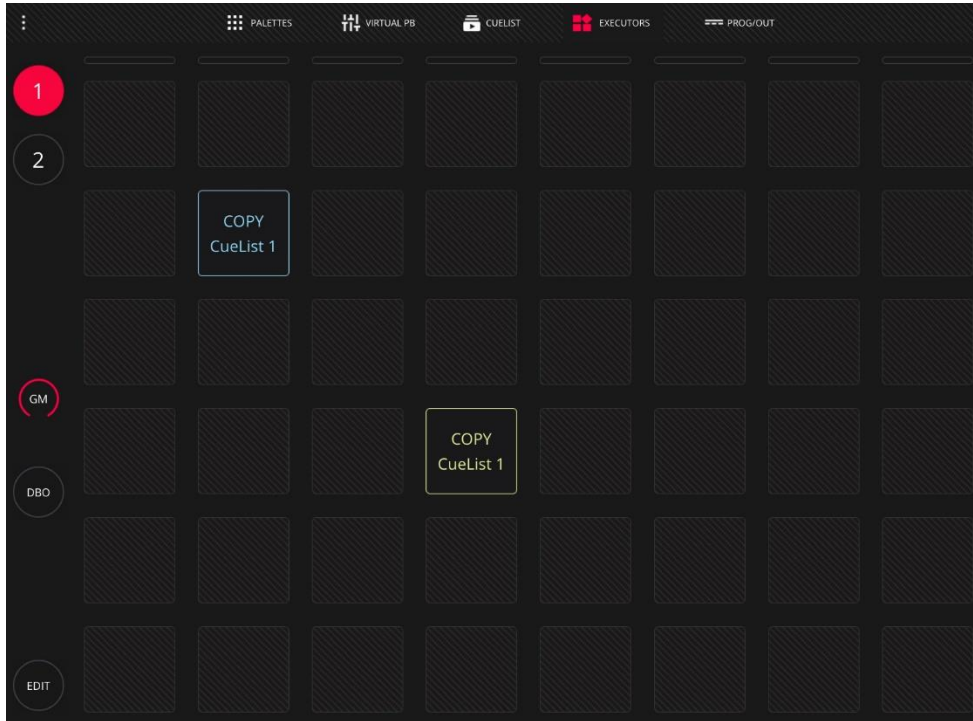 PALETTES
VIRTUAL PB
CUELIST
EXECUTORS
PROG/OUT
1
2
COPY
CueList 1
GM
COPY
CueList 1
DBO
EDIT